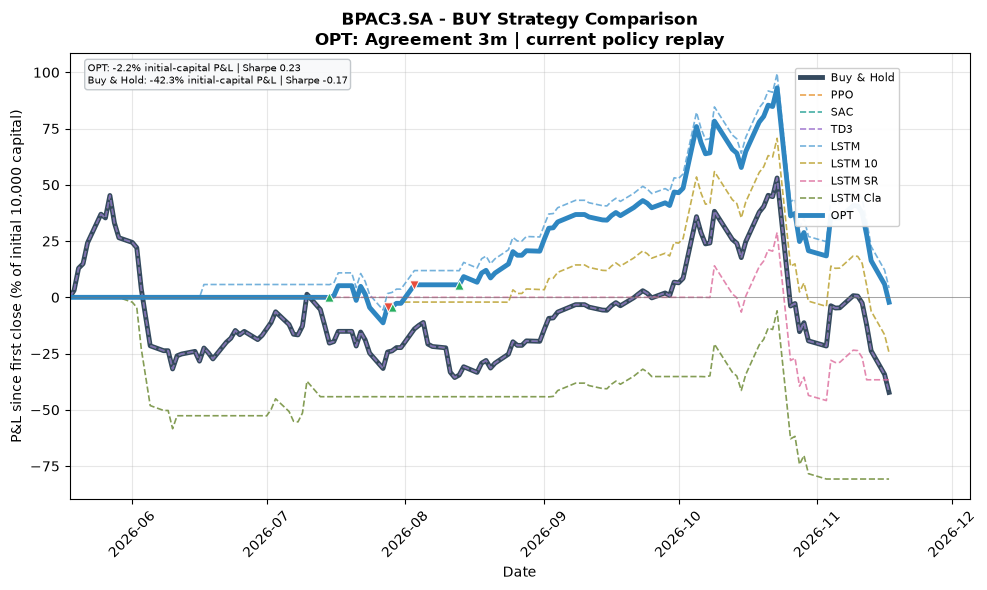 BPAC3.SA - BUY Strategy Comparison
OPT: Agreement 3m | current policy replay
OPT: -2.2% initial-capital P&L | Sharpe 0.23
Buy & Hold: -42.3% initial-capital P&L | Sharpe -0.17
Buy & Hold
PPO
SAC
TD3
LSTM
LSTM 10
LSTM SR
LSTM Cla
OPT
P&L since first close (% of initial 10,000 capital)
100
75
50
25
0
−25
−50
−75
2026-06
2026-07
2026-08
2026-09
2026-10
2026-11
2026-12
Date